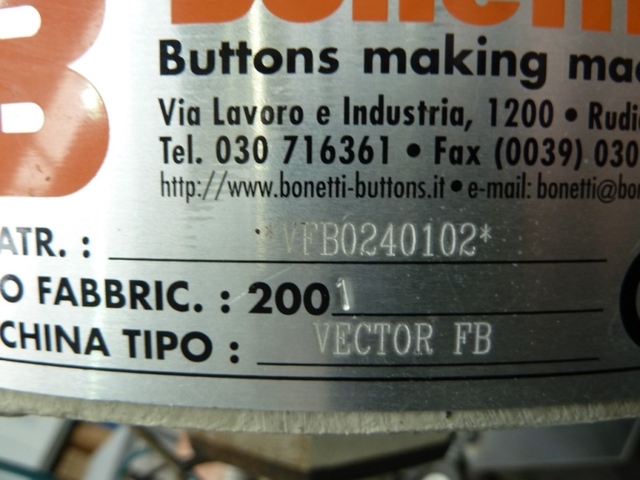 Bonetti
Buttons making
Via Lavoro e Industria, 1200 • Rudi
Tel. 030 716361 • Fax (0039) 030
http://www.bonetti-buttons.it • e-mail: bonetti@bo
ATR. : *VFB0240102*
O FABBRIC. : 2001
CHINA TIPO : VECTOR FB